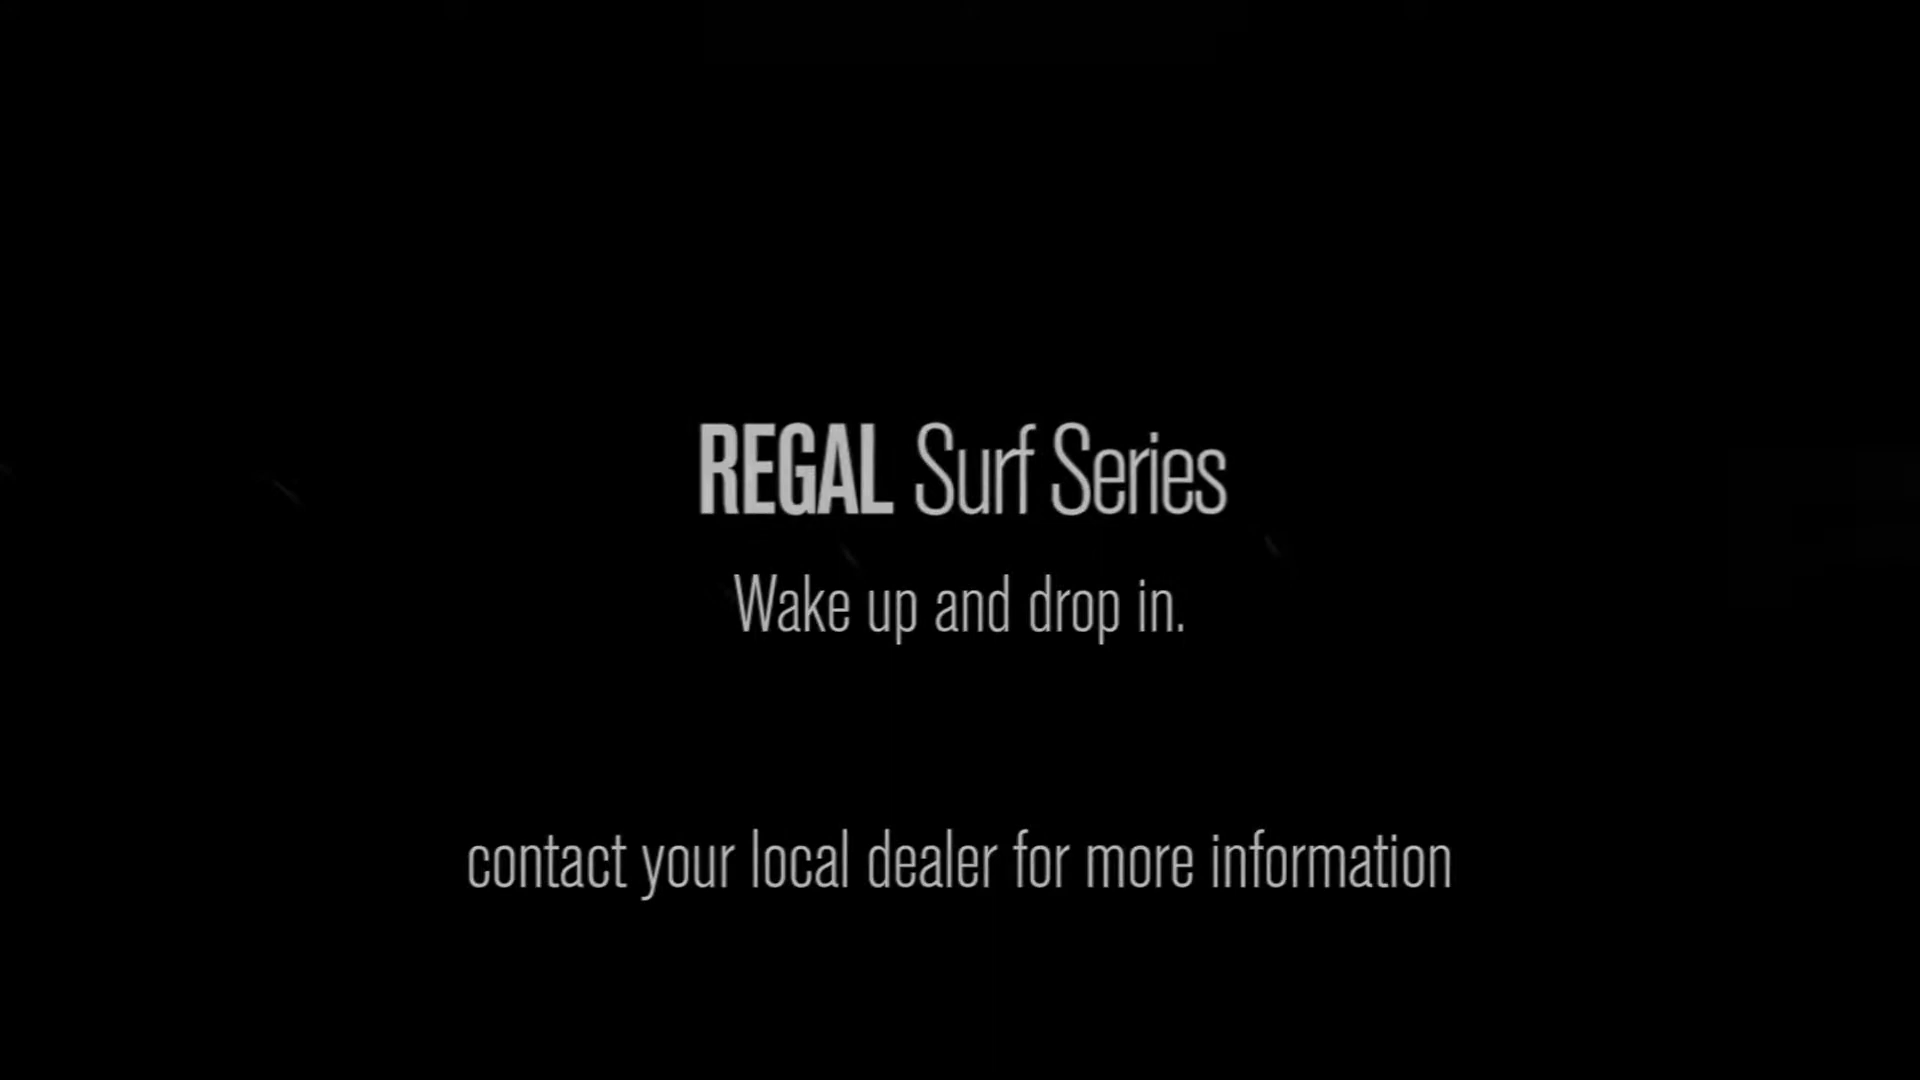 REGAL Surf Series
Wake up and drop in.
contact your local dealer for more information